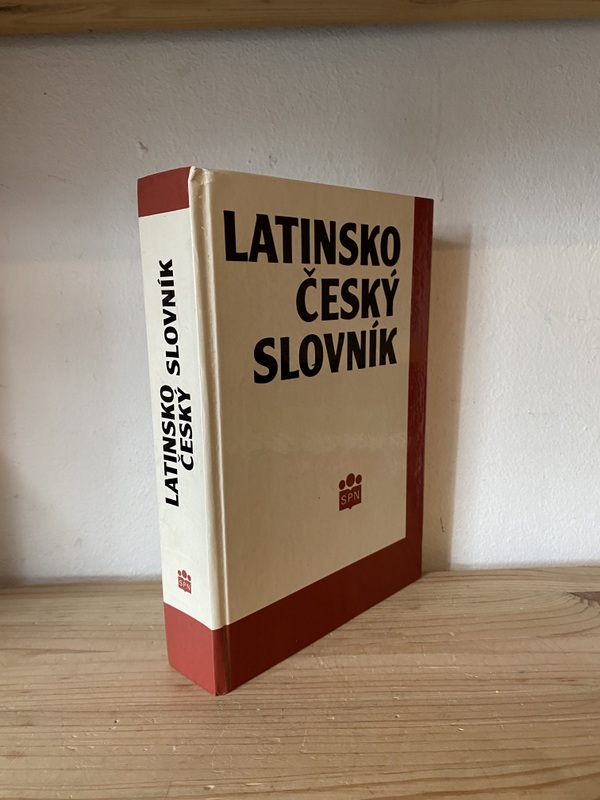 LATINSKO
ČESKÝ
SLOVNÍK
SPN
LATINSKO
ČESKÝ SLOVNÍK
SPN